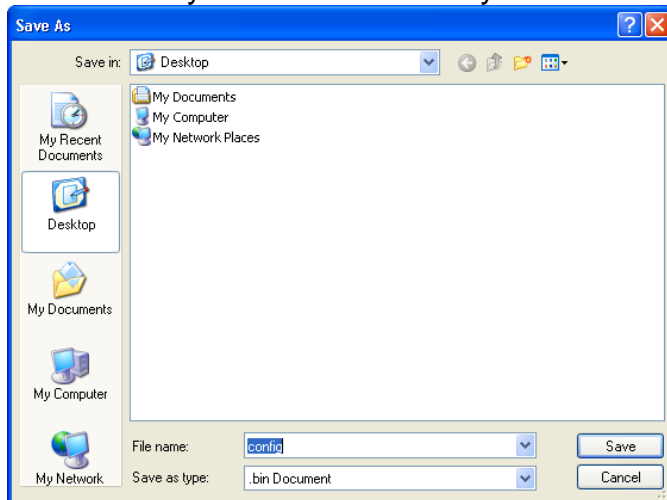 Save As
Save in:
Desktop
My Recent
Documents
Desktop
My Documents
My Computer
My Network
My Documents
My Computer
My Network Places
File name:
config
Save
Save as type:
.bin Document
Cancel